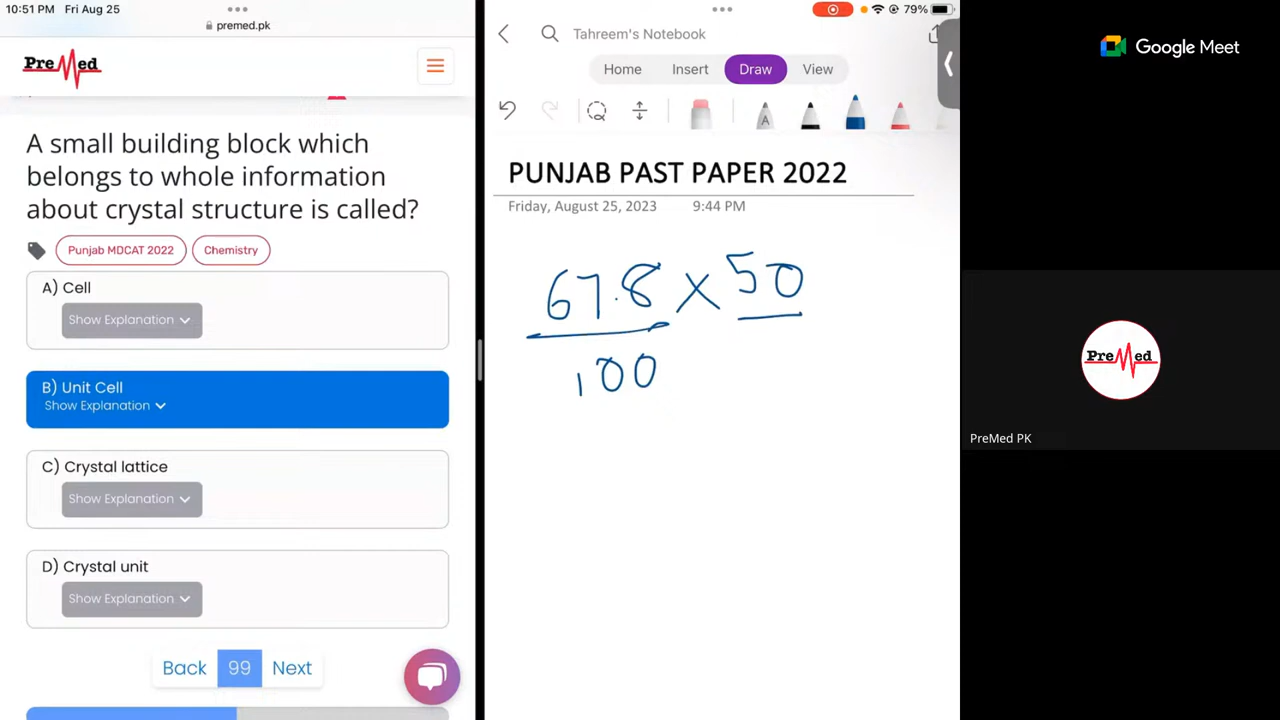 10:51 PM Fri Aug 25
premed.pk
PreMed
A small building block which
belongs to whole information
about crystal structure is called?
Punjab MDCAT 2022
Chemistry
A) Cell
Show Explanation
B) Unit Cell
Show Explanation
C) Crystal lattice
Show Explanation
D) Crystal unit
Show Explanation
Back 99 Next
79%
Tahreem's Notebook
Home Insert Draw View
A
PUNJAB PAST PAPER 2022
Friday, August 25, 2023 9:44 PM
67.8 × 50
100
Google Meet
PreMed
PreMed PK